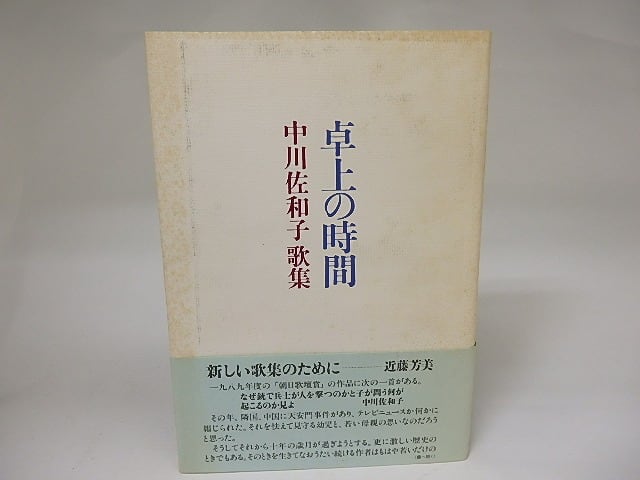 卓上の時間
中川佐和子 歌集
新しい歌集のために―――近藤芳美
一九八九年度の「朝日歌壇賞」の作品に次の一首がある。
なぜ銃で兵士が人を撃つのかと子が問う何が
起こるのか見よ 中川佐和子
その年、隣国、中国に天安門事件があり、テレビニュースか何かに
報じられた。それを怯えて見守る幼児と、若い母親の思いなのだろう
と思った。
そうしてそれから十年の歳月が過ぎようとする。更に激しい歴史の
ときでもある。そのときを生きてなおうたい続ける作者はもはや若いだけの